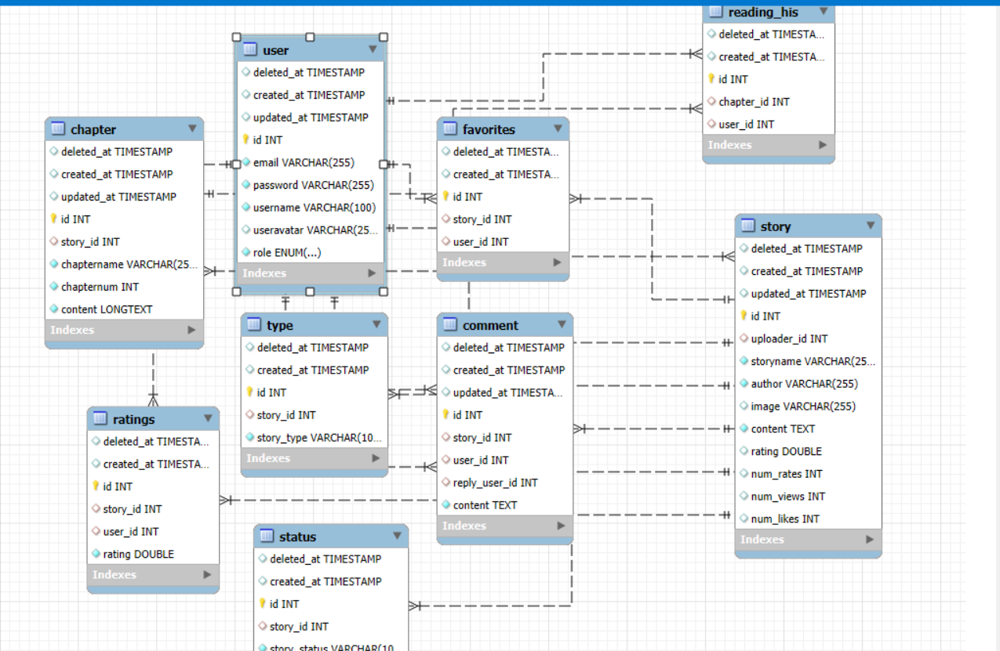 reading_his
deleted_at TIMESTA...
created_at TIMESTA...
id INT
chapter_id INT
user_id INT
Indexes
user
deleted_at TIMESTAMP
created_at TIMESTAMP
updated_at TIMESTAMP
id INT
email VARCHAR(255)
password VARCHAR(255)
username VARCHAR(100)
useravatar VARCHAR(25...
role ENUM(...)
Indexes
chapter
deleted_at TIMESTAMP
created_at TIMESTAMP
updated_at TIMESTAMP
id INT
story_id INT
chaptername VARCHAR(25...
chapternum INT
content LONGTEXT
Indexes
favorites
deleted_at TIMESTA...
created_at TIMESTA...
id INT
story_id INT
user_id INT
Indexes
story
deleted_at TIMESTAMP
created_at TIMESTAMP
updated_at TIMESTAMP
id INT
uploader_id INT
storyname VARCHAR(25...
author VARCHAR(255)
image VARCHAR(255)
content TEXT
rating DOUBLE
num_rates INT
num_views INT
num_likes INT
Indexes
type
deleted_at TIMESTAMP
created_at TIMESTAMP
id INT
story_id INT
story_type VARCHAR(10...
Indexes
comment
deleted_at TIMESTAMP
created_at TIMESTAMP
updated_at TIMESTA...
id INT
story_id INT
user_id INT
reply_user_id INT
content TEXT
Indexes
ratings
deleted_at TIMESTA...
created_at TIMESTA...
id INT
story_id INT
user_id INT
rating DOUBLE
Indexes
status
deleted_at TIMESTAMP
created_at TIMESTAMP
id INT
story_id INT
story_status VARCHAR(10